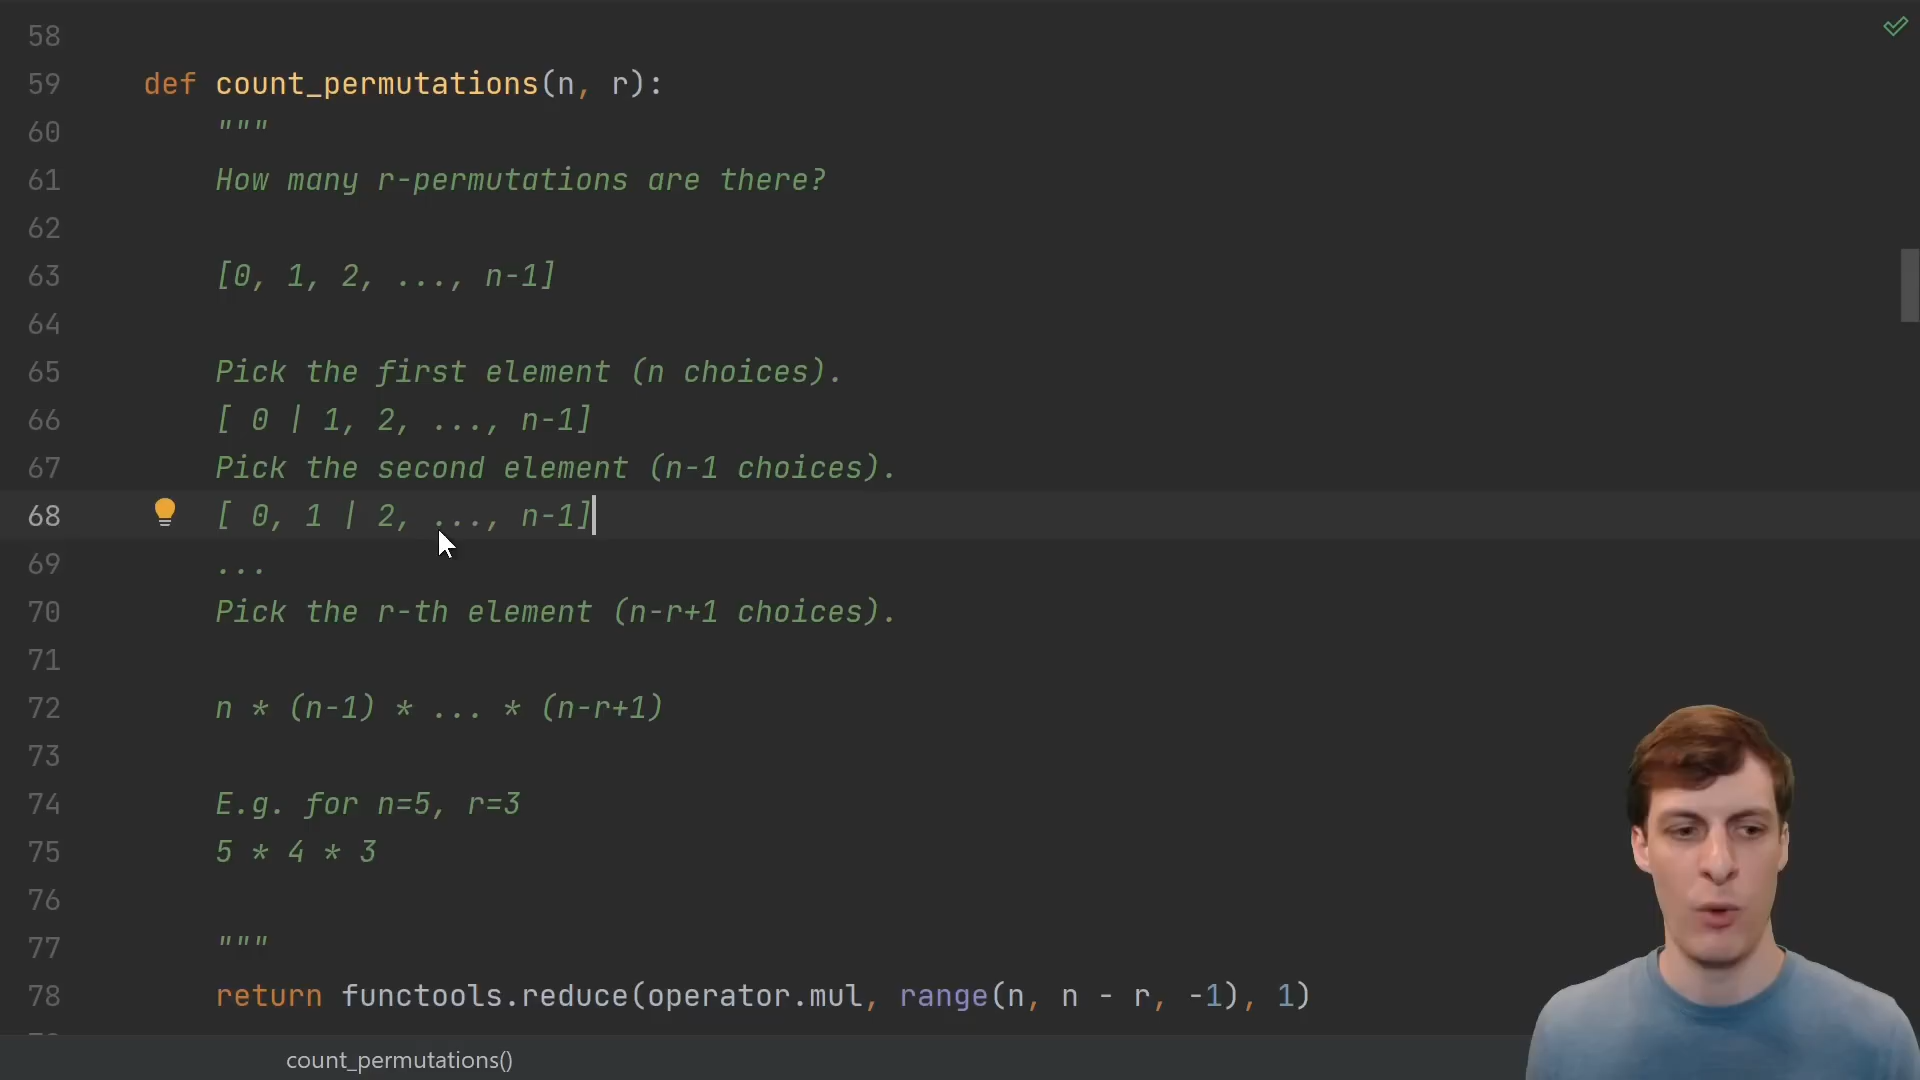 58
59 def count_permutations(n, r):
60 """
61 How many r-permutations are there?
62
63 [0, 1, 2, ..., n-1]
64
65 Pick the first element (n choices).
66 [ 0 | 1, 2, ..., n-1]
67 Pick the second element (n-1 choices).
68 [ 0, 1 | 2, ..., n-1]
69 ...
70 Pick the r-th element (n-r+1 choices).
71
72 n * (n-1) * ... * (n-r+1)
73
74 E.g. for n=5, r=3
75 5 * 4 * 3
76
77 """
78 return functools.reduce(operator.mul, range(n, n - r, -1), 1)
count_permutations()